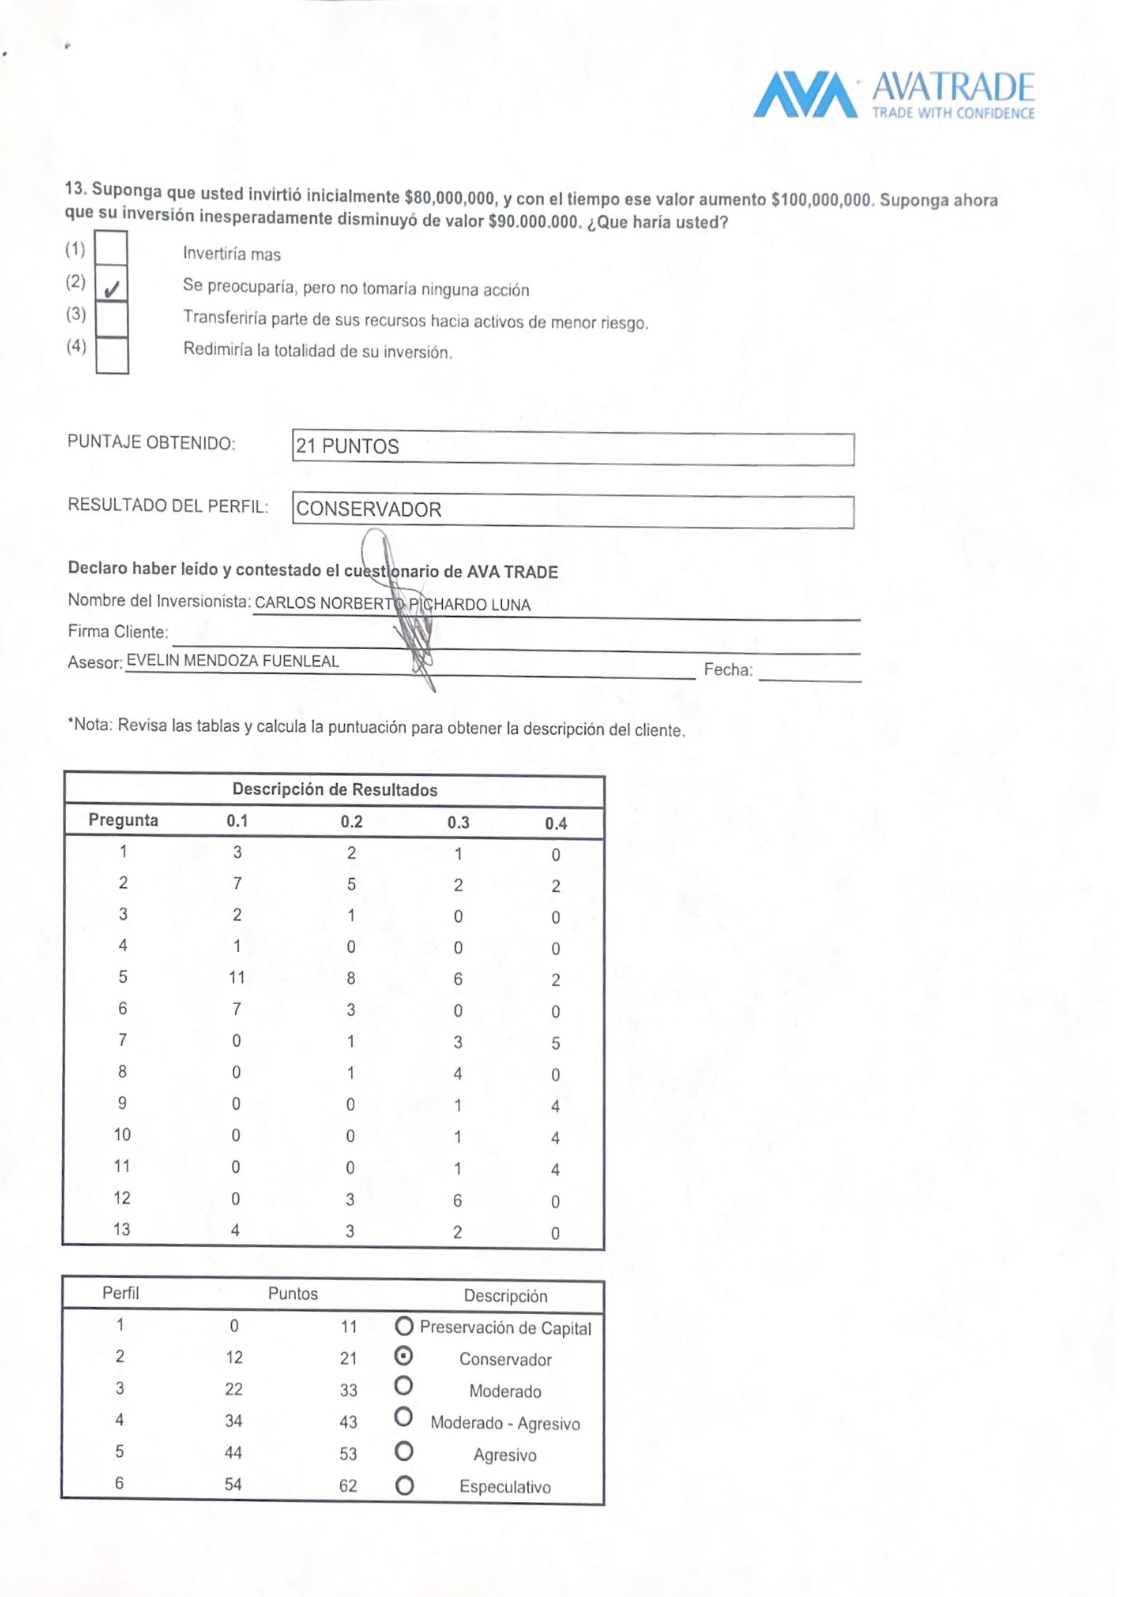 AVA AVATRADE
TRADE WITH CONFIDENCE
13. Suponga que usted invirtió inicialmente $80,000,000, y con el tiempo ese valor aumento $100,000,000. Suponga ahora
que su inversión inesperadamente disminuyó de valor $90.000.000. ¿Que haría usted?
(1) Invertiría mas
(2) ✓ Se preocuparía, pero no tomaría ninguna acción
(3) Transferiría parte de sus recursos hacia activos de menor riesgo.
(4) Redimiría la totalidad de su inversión.
PUNTAJE OBTENIDO: 21 PUNTOS
RESULTADO DEL PERFIL: CONSERVADOR
Declaro haber leído y contestado el cuestionario de AVA TRADE
Nombre del Inversionista: CARLOS NORBERTO PICHARDO LUNA
Firma Cliente:
Asesor: EVELIN MENDOZA FUENLEAL Fecha:
*Nota: Revisa las tablas y calcula la puntuación para obtener la descripción del cliente.
Descripción de Resultados
Pregunta 0.1 0.2 0.3 0.4
1 3 2 1 0
2 7 5 2 2
3 2 1 0 0
4 1 0 0 0
5 11 8 6 2
6 7 3 0 0
7 0 1 3 5
8 0 1 4 0
9 0 0 1 4
10 0 0 1 4
11 0 0 1 4
12 0 3 6 0
13 4 3 2 0
Perfil Puntos Descripción
1 0 11 Preservación de Capital
2 12 21 Conservador
3 22 33 Moderado
4 34 43 Moderado - Agresivo
5 44 53 Agresivo
6 54 62 Especulativo